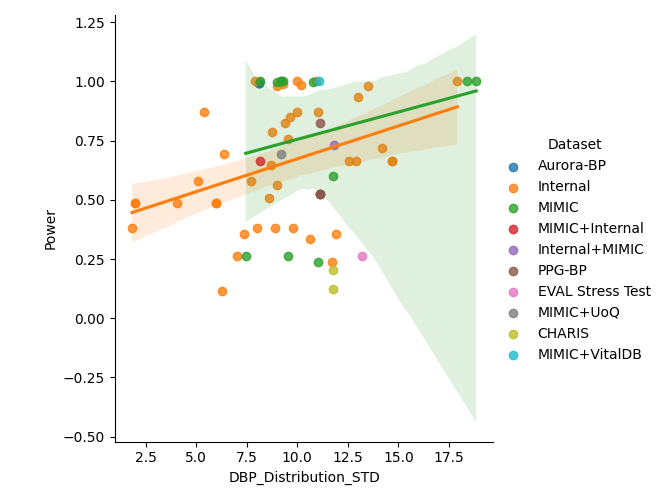 1.25
1.00
0.75
0.50
0.25
0.00
−0.25
−0.50
Power
2.5 5.0 7.5 10.0 12.5 15.0 17.5
DBP_Distribution_STD
Dataset
Aurora-BP
Internal
MIMIC
MIMIC+Internal
Internal+MIMIC
PPG-BP
EVAL Stress Test
MIMIC+UoQ
CHARIS
MIMIC+VitalDB